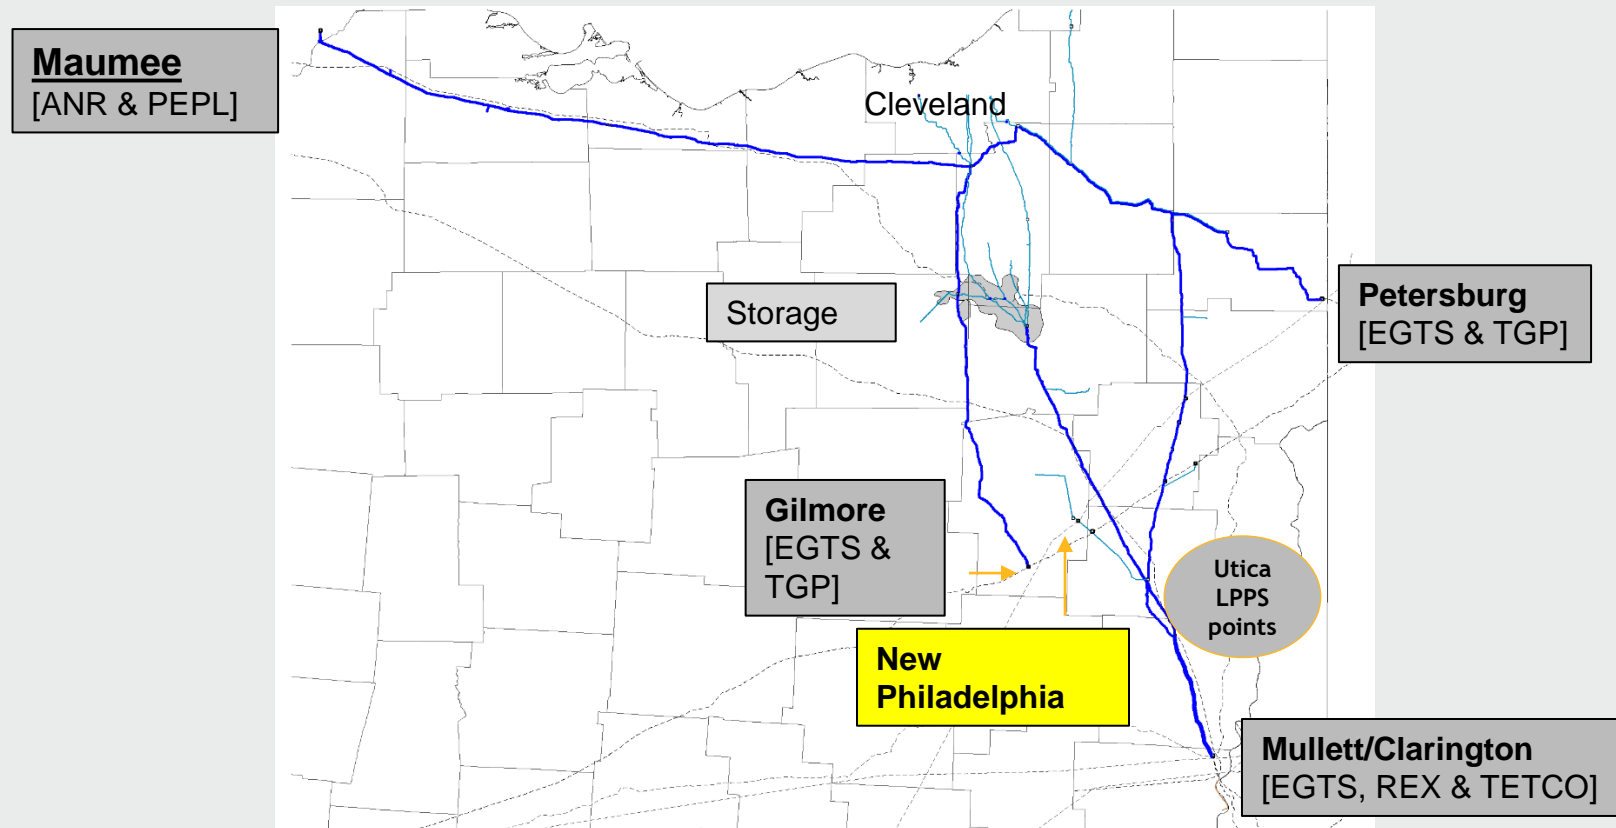 Maumee
[ANR & PEPL]
Cleveland
Storage
Petersburg
[EGTS & TGP]
Gilmore
[EGTS &
TGP]
Utica
LPPS
points
New
Philadelphia
Mullett/Clarington
[EGTS, REX & TETCO]